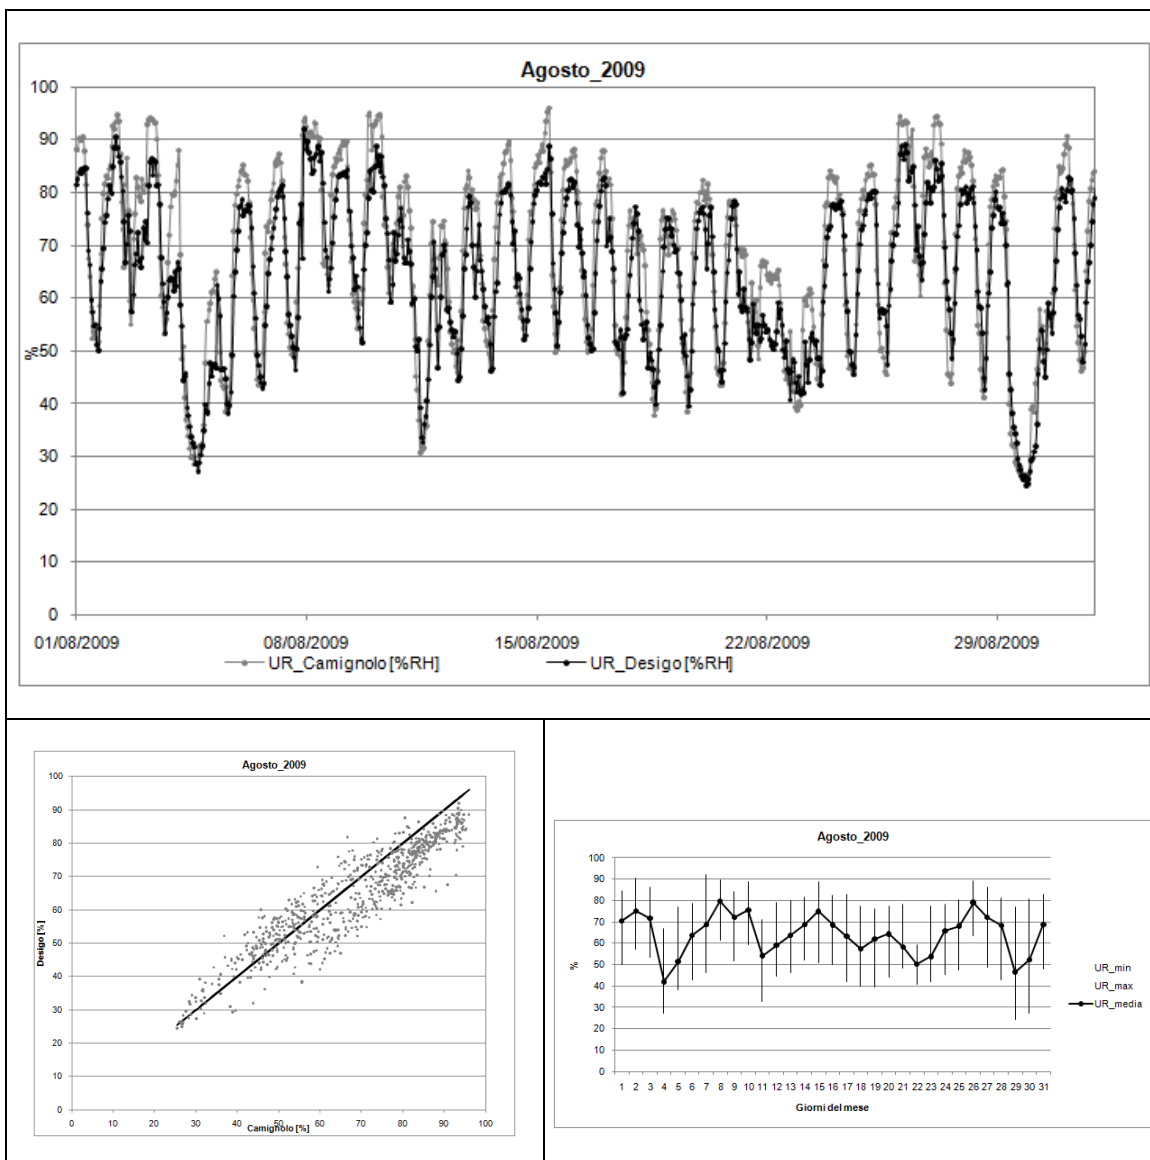 Agosto_2009
100
90
80
70
60
50
40
30
20
10
0
%
01/08/2009 08/08/2009 15/08/2009 22/08/2009 29/08/2009
UR_Camignolo [%RH] UR_Desigo [%RH]
Agosto_2009
100
90
80
70
60
50
40
30
20
10
0
Desigo [%]
0 10 20 30 40 50 60 70 80 90 100
Camignolo [%]
Agosto_2009
100
90
80
70
60
50
40
30
20
10
0
%
1 2 3 4 5 6 7 8 9 10 11 12 13 14 15 16 17 18 19 20 21 22 23 24 25 26 27 28 29 30 31
Giorni del mese
UR_min
UR_max
UR_media